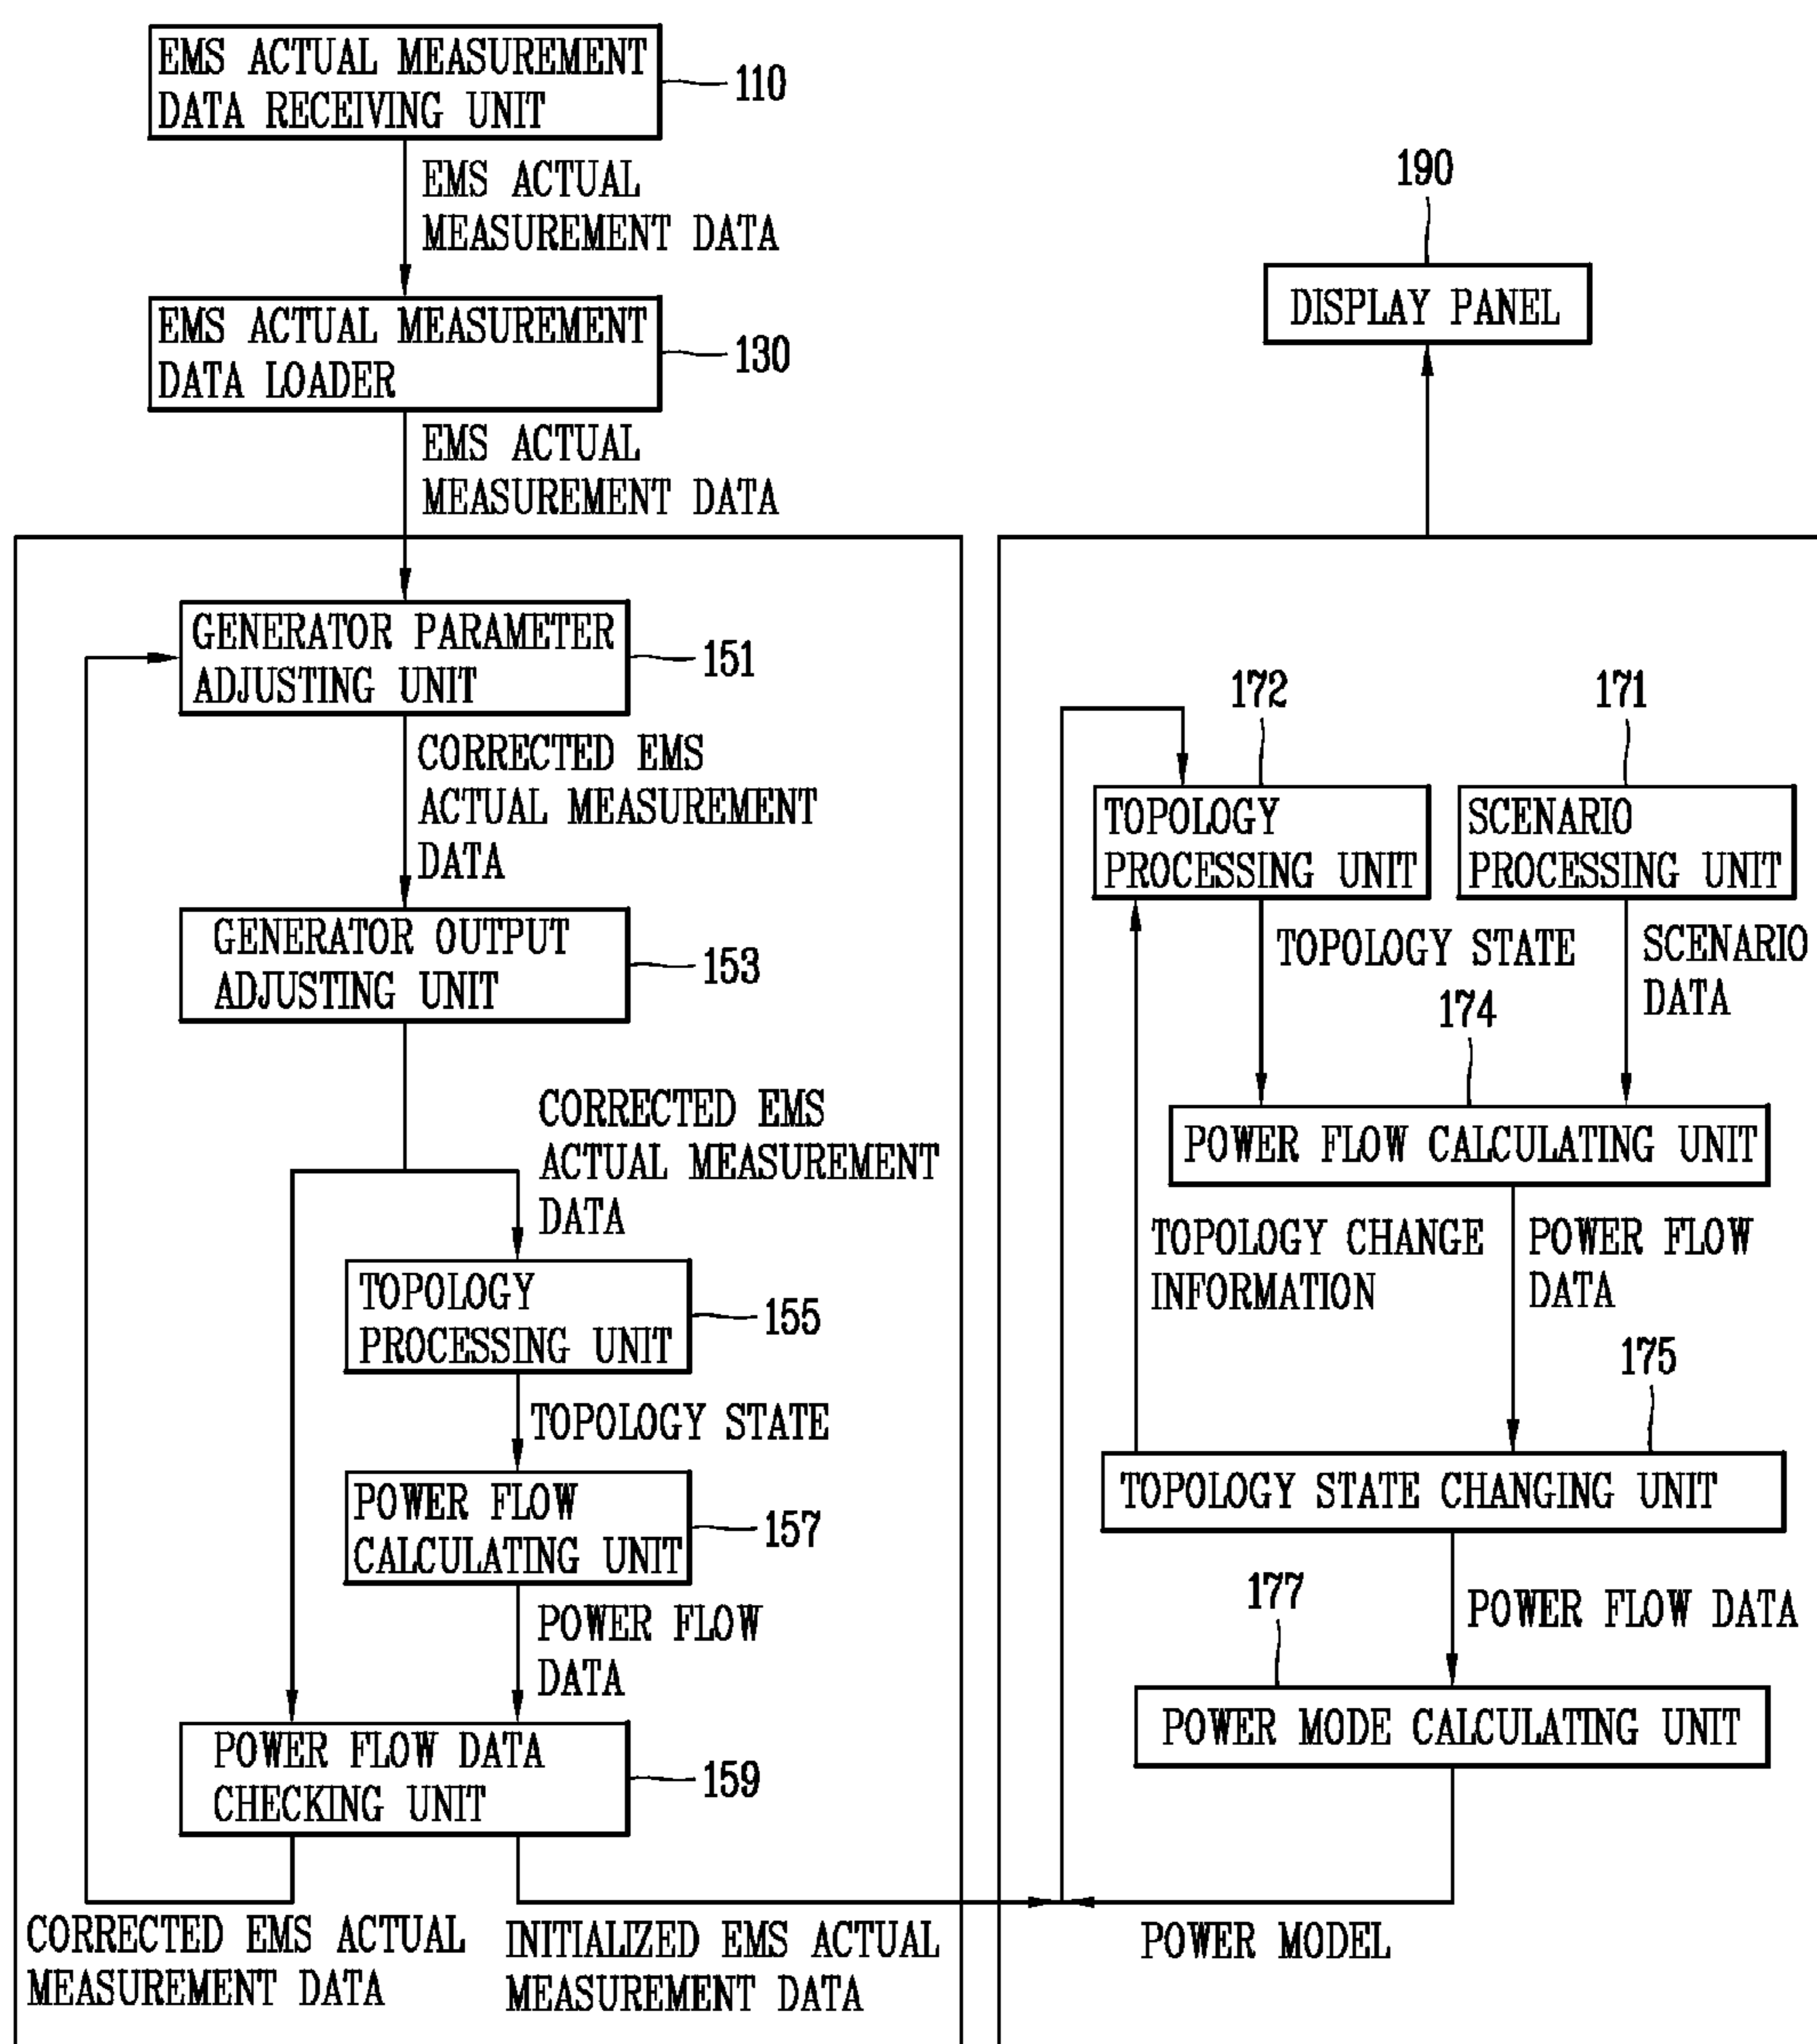 EMS ACTUAL MEASUREMENT
DATA RECEIVING UNIT
110
EMS ACTUAL
MEASUREMENT DATA
EMS ACTUAL MEASUREMENT
DATA LOADER
130
EMS ACTUAL
MEASUREMENT DATA
GENERATOR PARAMETER
ADJUSTING UNIT
151
CORRECTED EMS
ACTUAL MEASUREMENT
DATA
GENERATOR OUTPUT
ADJUSTING UNIT
153
CORRECTED EMS
ACTUAL MEASUREMENT
DATA
TOPOLOGY
PROCESSING UNIT
155
TOPOLOGY STATE
POWER FLOW
CALCULATING UNIT
157
POWER FLOW
DATA
POWER FLOW DATA
CHECKING UNIT
159
CORRECTED EMS ACTUAL
MEASUREMENT DATA
INITIALIZED EMS ACTUAL
MEASUREMENT DATA
190
DISPLAY PANEL
172
171
TOPOLOGY
PROCESSING UNIT
SCENARIO
PROCESSING UNIT
TOPOLOGY STATE
SCENARIO
DATA
174
POWER FLOW CALCULATING UNIT
TOPOLOGY CHANGE
INFORMATION
POWER FLOW
DATA
175
TOPOLOGY STATE CHANGING UNIT
177
POWER FLOW DATA
POWER MODE CALCULATING UNIT
POWER MODEL